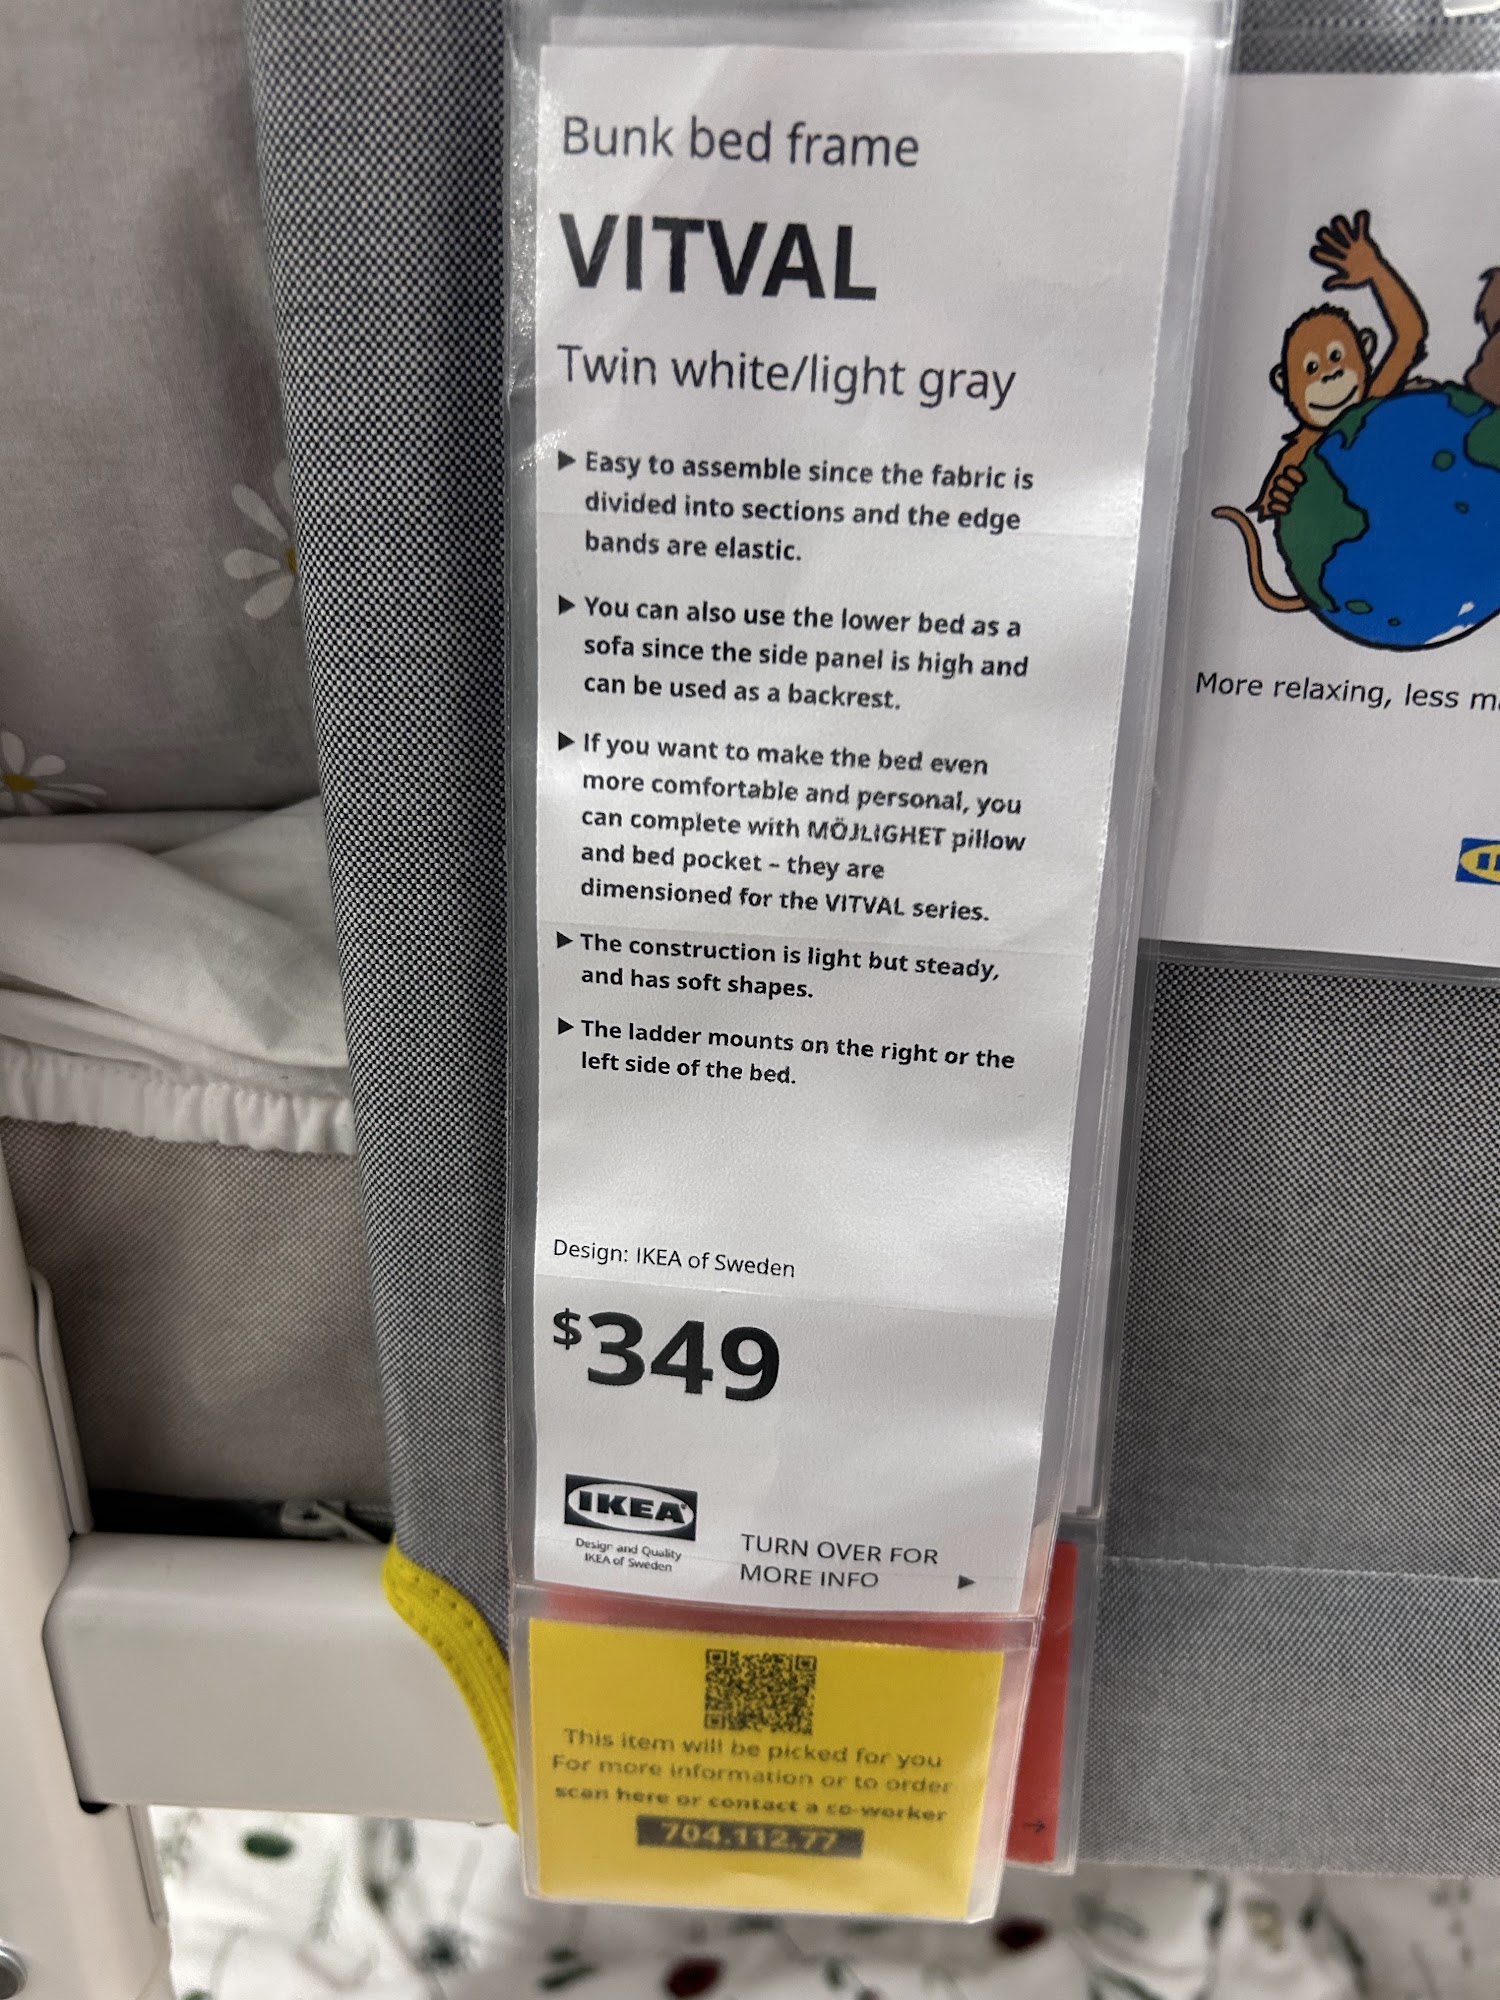 Bunk bed frame
VITVAL
Twin white/light gray
▶ Easy to assemble since the fabric is
divided into sections and the edge
bands are elastic.
▶ You can also use the lower bed as a
sofa since the side panel is high and
can be used as a backrest.
▶ If you want to make the bed even
more comfortable and personal, you
can complete with MÖJLIGHET pillow
and bed pocket – they are
dimensioned for the VITVAL series.
▶ The construction is light but steady,
and has soft shapes.
▶ The ladder mounts on the right or the
left side of the bed.
Design: IKEA of Sweden
$349
IKEA
Design and Quality
IKEA of Sweden
TURN OVER FOR
MORE INFO ▶
This item will be picked for you
For more information or to order
scan here or contact a co-worker
704.112.77
More relaxing, less